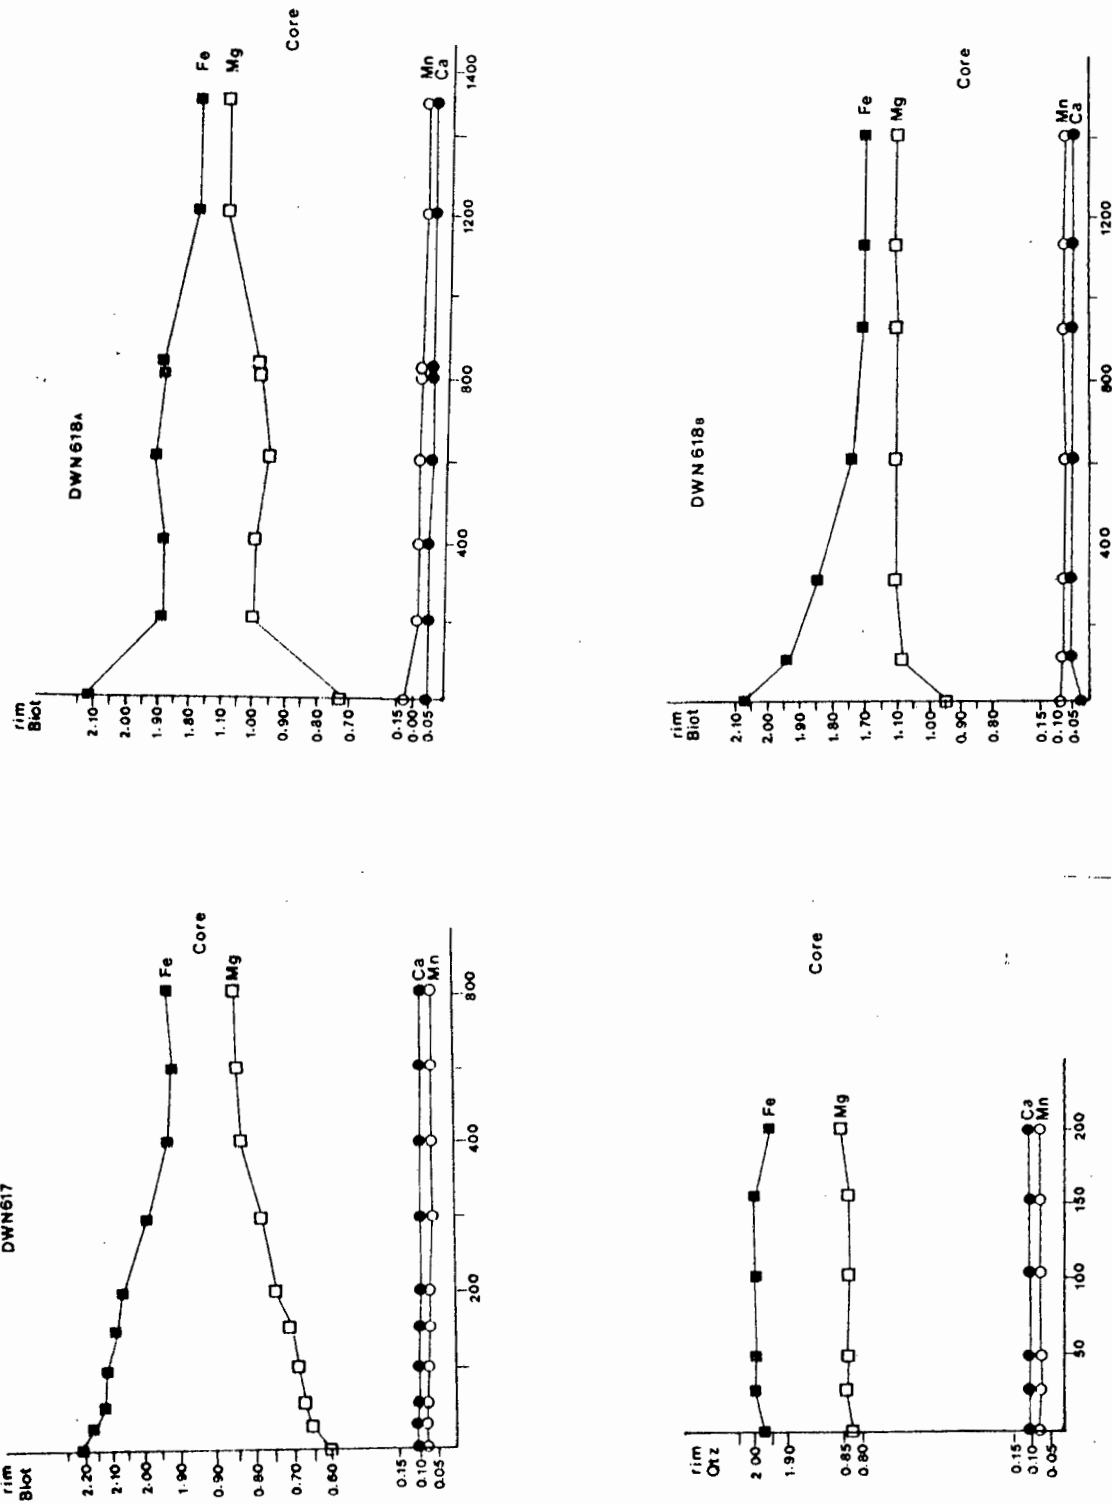 DWN617
rim
Biot
2.20
2.10
2.00
1.90
0.90
0.80
0.70
0.60
0.15
0.10
0.05
200
400
800
Fe
Mg
Ca
Mn
Core
DWN618A
rim
Biot
2.10
2.00
1.90
1.80
1.10
1.00
0.90
0.80
0.70
0.15
0.00
0.05
400
800
1200
1400
Fe
Mg
Mn
Ca
Core
rim
Qtz
2.00
1.90
0.85
0.80
0.15
0.10
0.05
50
100
150
200
Fe
Mg
Ca
Mn
Core
DWN618B
rim
Biot
2.10
2.00
1.90
1.80
1.70
1.10
1.00
0.90
0.80
0.15
0.10
0.05
400
800
1200
Fe
Mg
Mn
Ca
Core